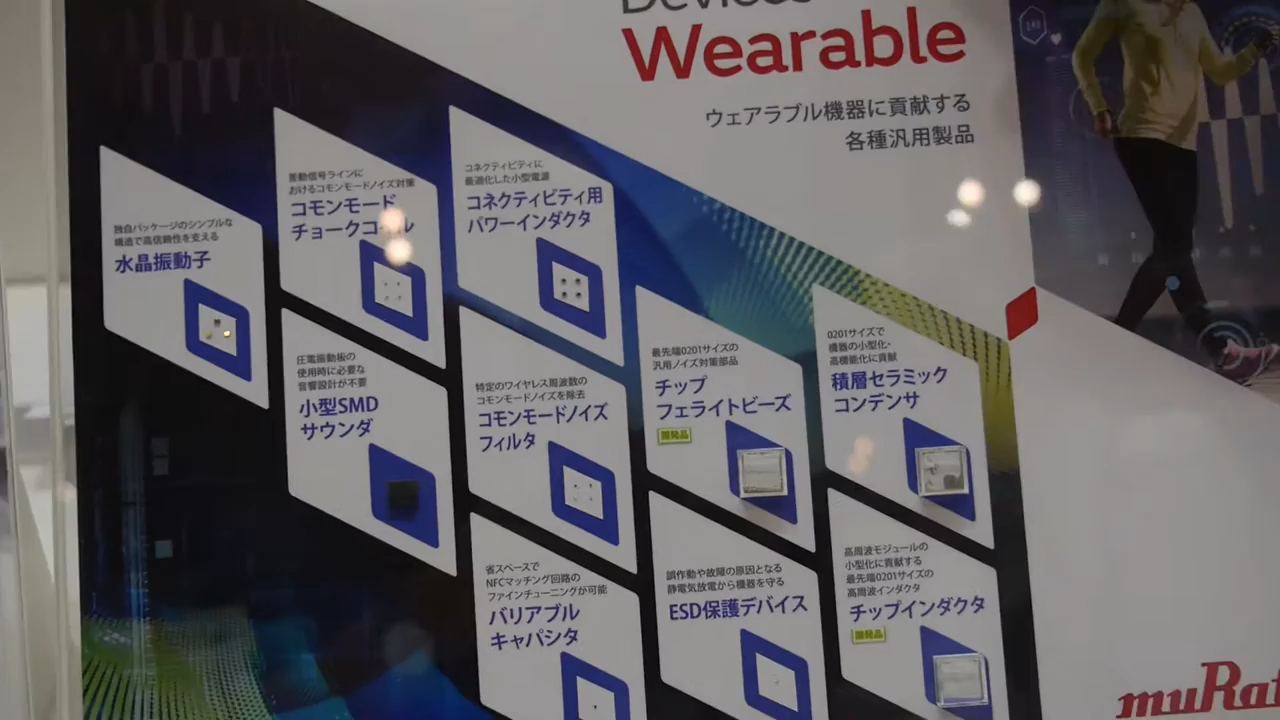 Devices
Wearable
ウェアラブル機器に貢献する
各種汎用製品
独自パッケージのシンプルな
構造で高信頼性を支える
水晶振動子
差動信号ラインに
おけるコモンモードノイズ対策
コモンモード
チョークコイル
コネクティビティに
最適化した小型電源
コネクティビティ用
パワーインダクタ
圧電振動板の
使用時に必要な
音響設計が不要
小型SMD
サウンダ
特定のワイヤレス周波数の
コモンモードノイズを除去
コモンモードノイズ
フィルタ
最先端0201サイズの
汎用ノイズ対策部品
チップ
フェライトビーズ
開発品
0201サイズで
機器の小型化・
高機能化に貢献
積層セラミック
コンデンサ
省スペースで
NFCマッチング回路の
ファインチューニングが可能
バリアブル
キャパシタ
誤作動や故障の原因となる
静電気放電から機器を守る
ESD保護デバイス
高周波モジュールの
小型化に貢献する
最先端0201サイズの
高周波インダクタ
チップインダクタ
開発品
muRat